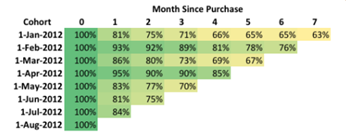 Month Since Purchase
Cohort 0 1 2 3 4 5 6 7
1-Jan-2012 100% 81% 75% 71% 66% 65% 65% 63%
1-Feb-2012 100% 93% 92% 89% 81% 78% 76%
1-Mar-2012 100% 86% 80% 73% 69% 67%
1-Apr-2012 100% 95% 90% 90% 85%
1-May-2012 100% 83% 77% 70%
1-Jun-2012 100% 81% 75%
1-Jul-2012 100% 84%
1-Aug-2012 100%